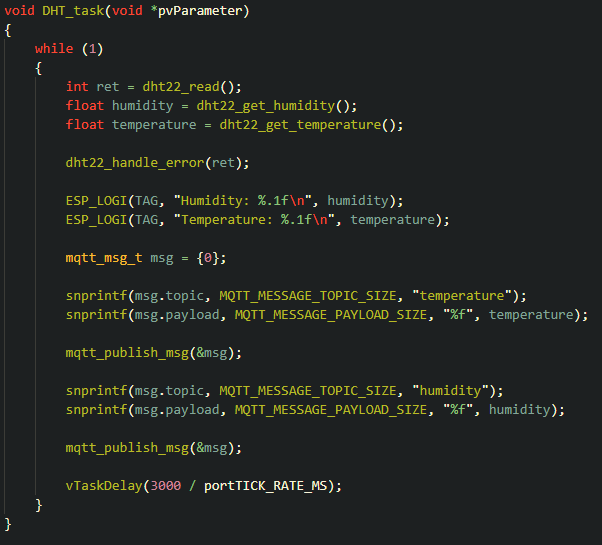 void DHT_task(void *pvParameter)
{
    while (1)
    {
        int ret = dht22_read();
        float humidity = dht22_get_humidity();
        float temperature = dht22_get_temperature();

        dht22_handle_error(ret);

        ESP_LOGI(TAG, "Humidity: %.1f\n", humidity);
        ESP_LOGI(TAG, "Temperature: %.1f\n", temperature);

        mqtt_msg_t msg = {0};

        snprintf(msg.topic, MQTT_MESSAGE_TOPIC_SIZE, "temperature");
        snprintf(msg.payload, MQTT_MESSAGE_PAYLOAD_SIZE, "%f", temperature);

        mqtt_publish_msg(&msg);

        snprintf(msg.topic, MQTT_MESSAGE_TOPIC_SIZE, "humidity");
        snprintf(msg.payload, MQTT_MESSAGE_PAYLOAD_SIZE, "%f", humidity);

        mqtt_publish_msg(&msg);

        vTaskDelay(3000 / portTICK_RATE_MS);
    }
}